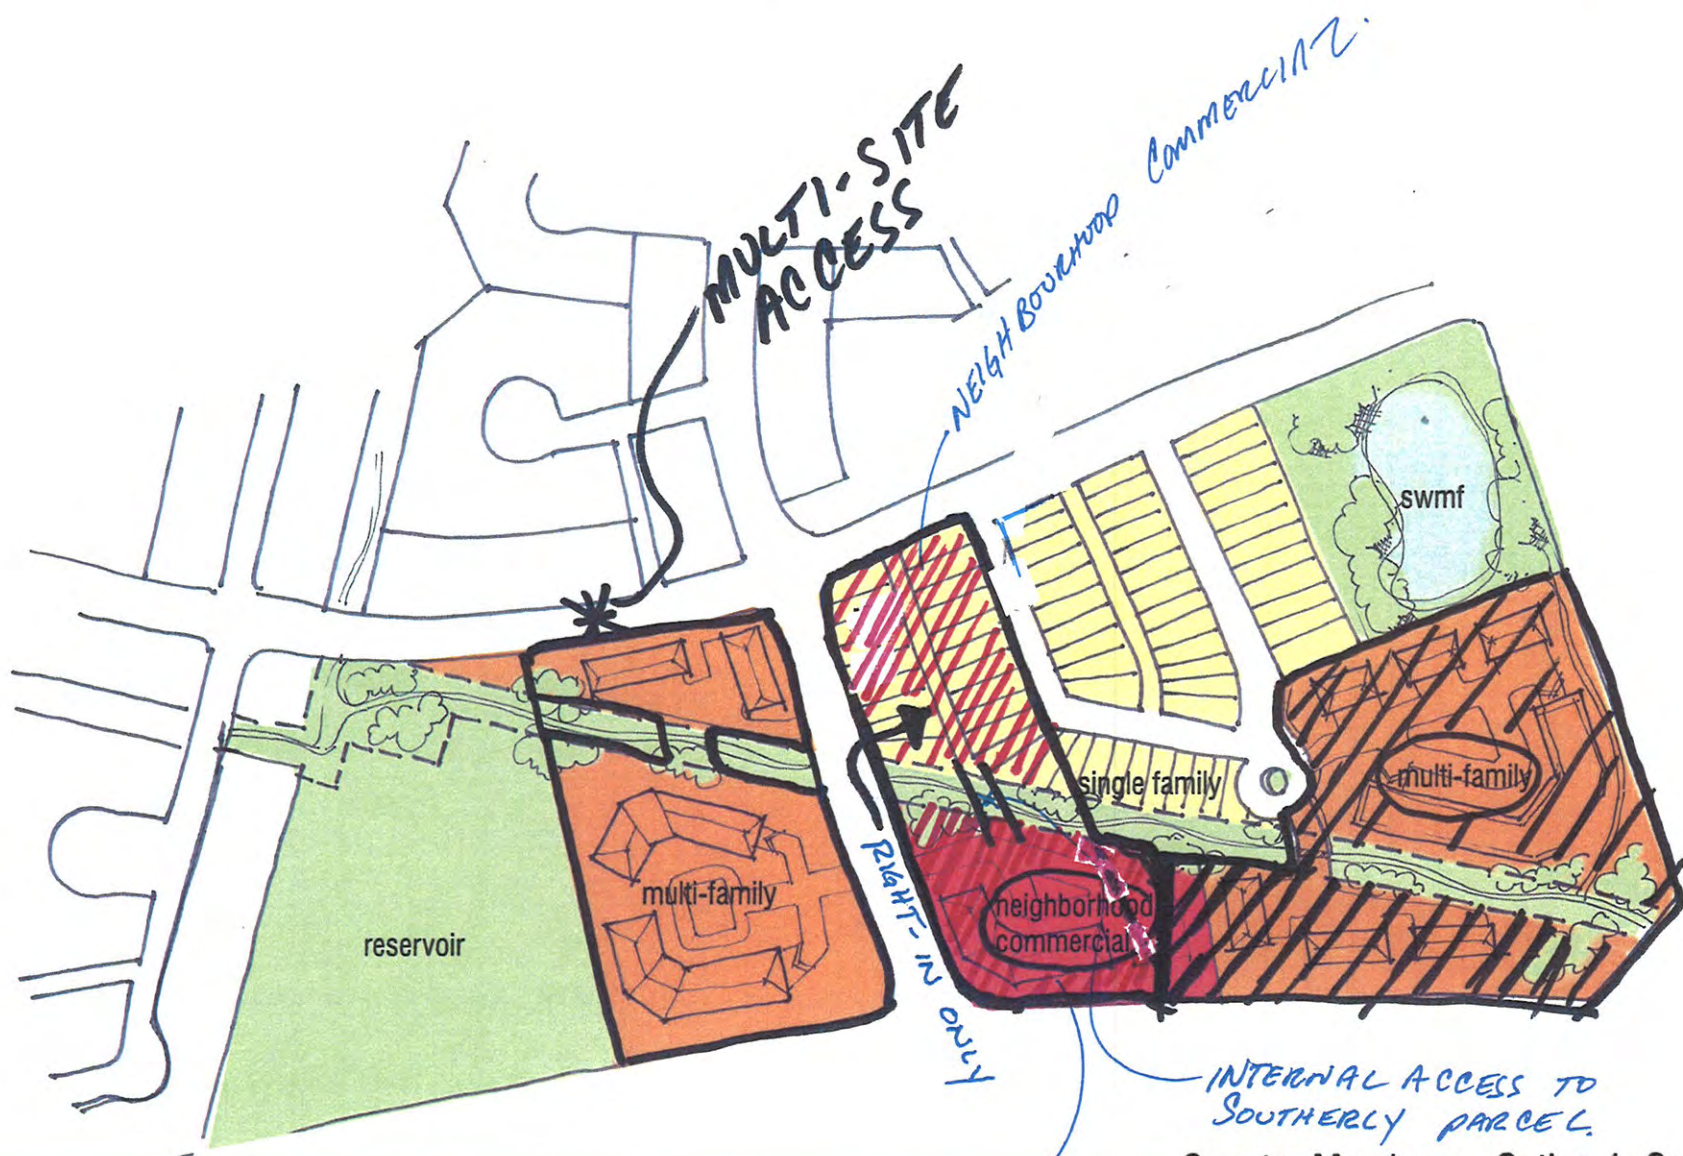 MULTI-SITE
ACCESS
NEIGHBOURHOOD COMMERCIAL.
swmf
single family
multi-family
multi-family
neighborhood
commercial
reservoir
RIGHT-IN ONLY
INTERNAL ACCESS TO
SOUTHERLY PARCEL.